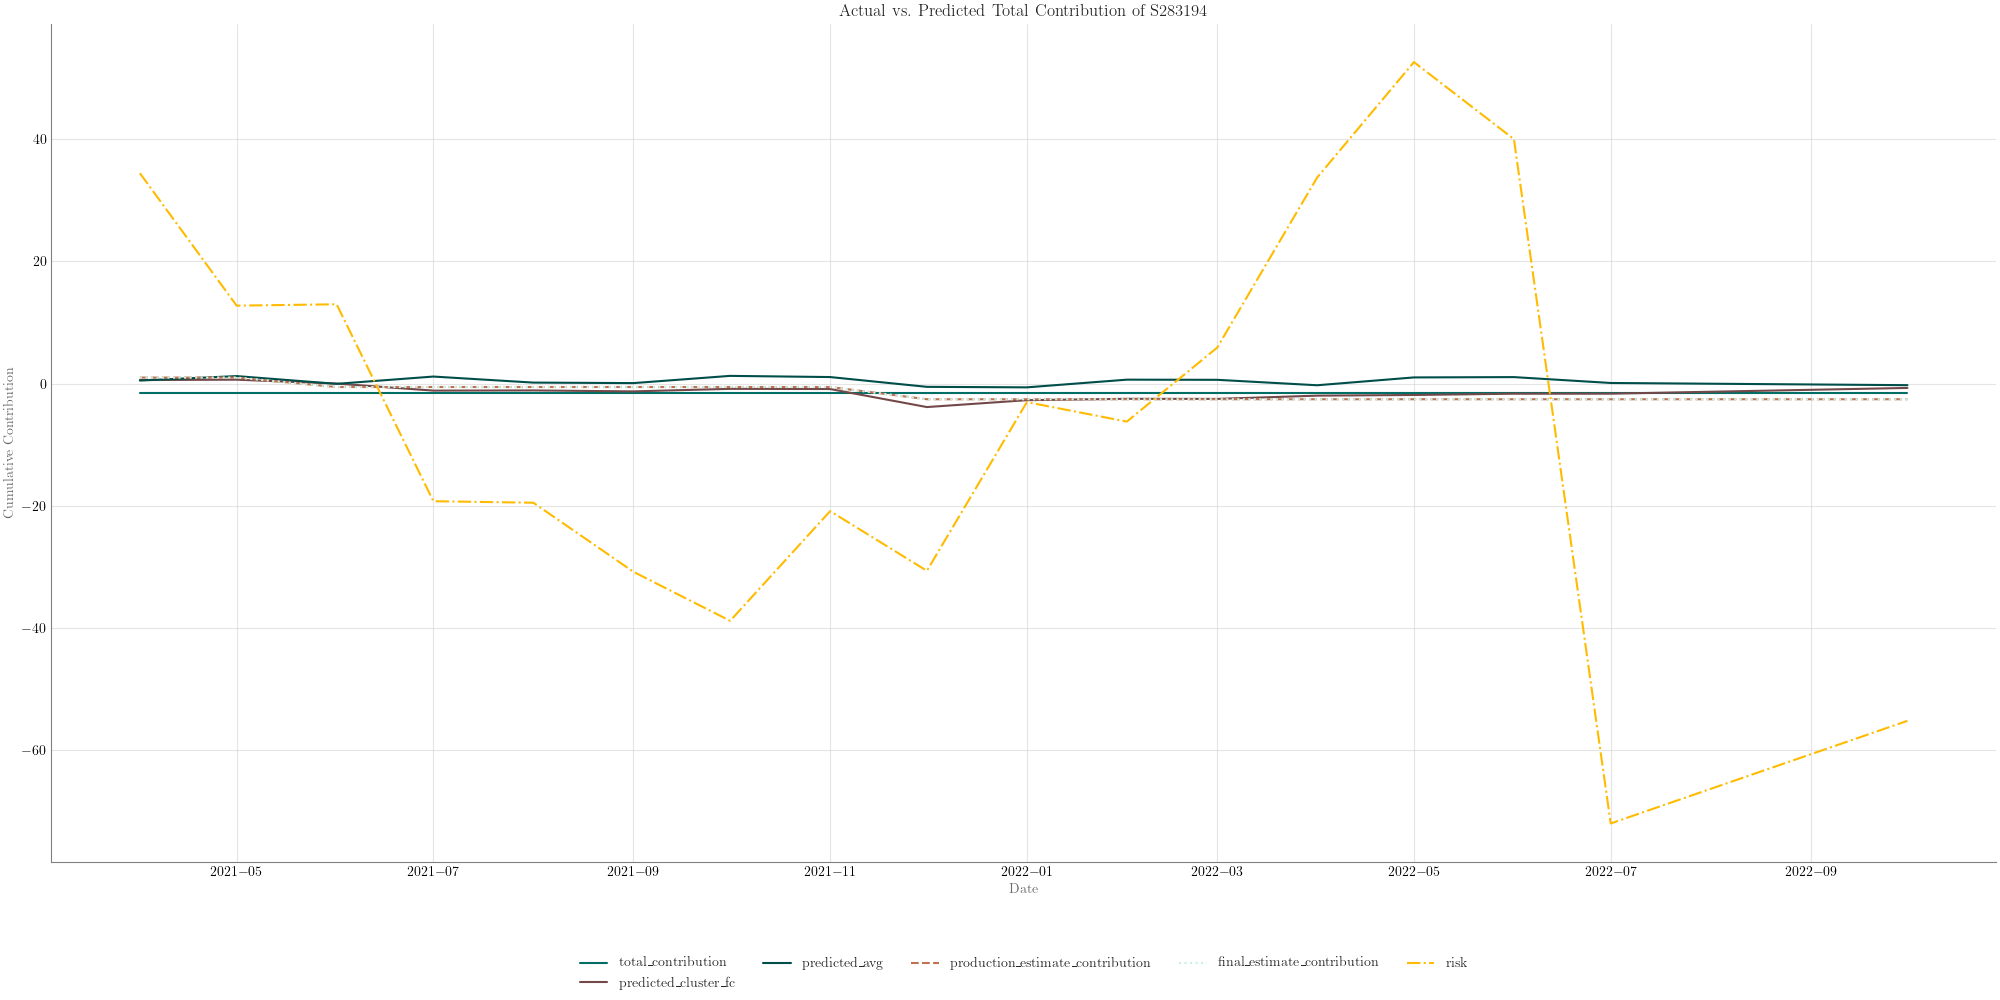 Actual vs. Predicted Total Contribution of S283194
Cumulative Contribution
40
20
0
−20
−40
−60
2021−05
2021−07
2021−09
2021−11
2022−01
2022−03
2022−05
2022−07
2022−09
Date
total_contribution
predicted_avg
production_estimate_contribution
final_estimate_contribution
risk
predicted_cluster_fc